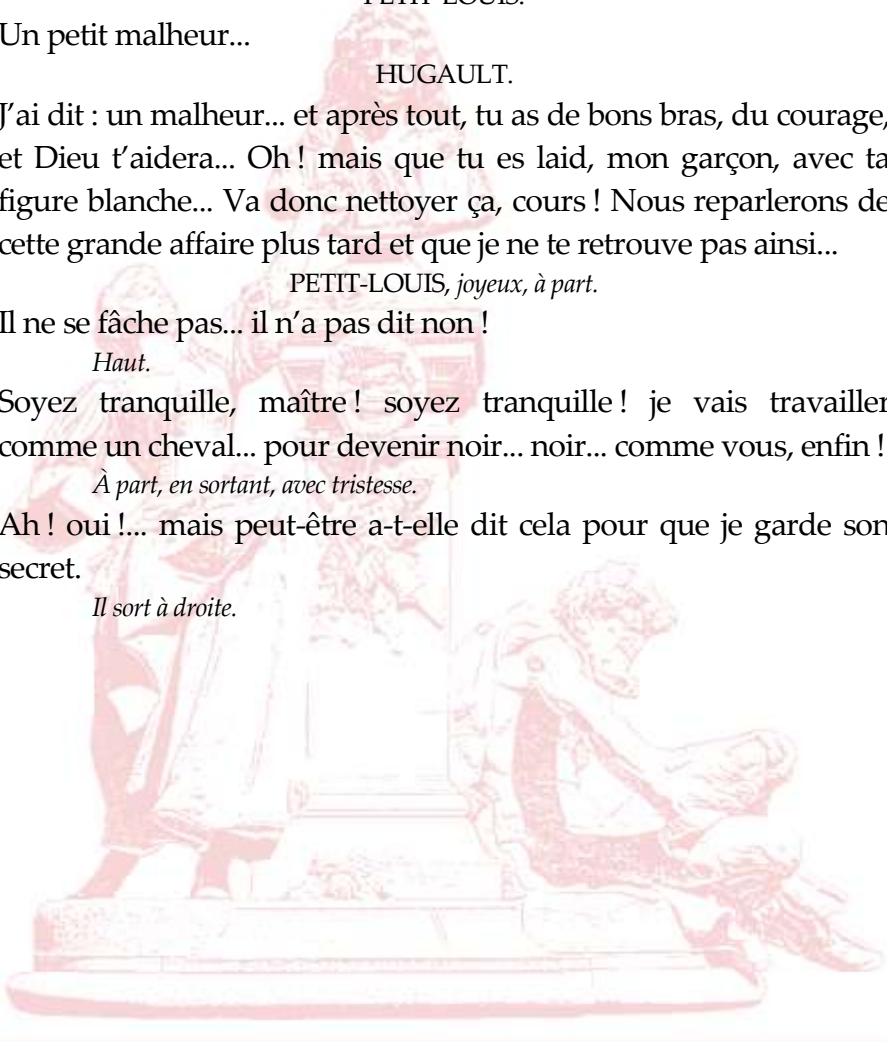 PETIT-LOUIS.
Un petit malheur...
HUGAULT.
J’ai dit : un malheur... et après tout, tu as de bons bras, du courage,
et Dieu t’aidera... Oh ! mais que tu es laid, mon garçon, avec ta
figure blanche... Va donc nettoyer ça, cours ! Nous reparlerons de
cette grande affaire plus tard et que je ne te retrouve pas ainsi...
PETIT-LOUIS, joyeux, à part.
Il ne se fâche pas... il n’a pas dit non !
Haut.
Soyez tranquille, maître ! soyez tranquille ! je vais travailler
comme un cheval... pour devenir noir... noir... comme vous, enfin !
À part, en sortant, avec tristesse.
Ah ! oui !... mais peut-être a-t-elle dit cela pour que je garde son
secret.
Il sort à droite.